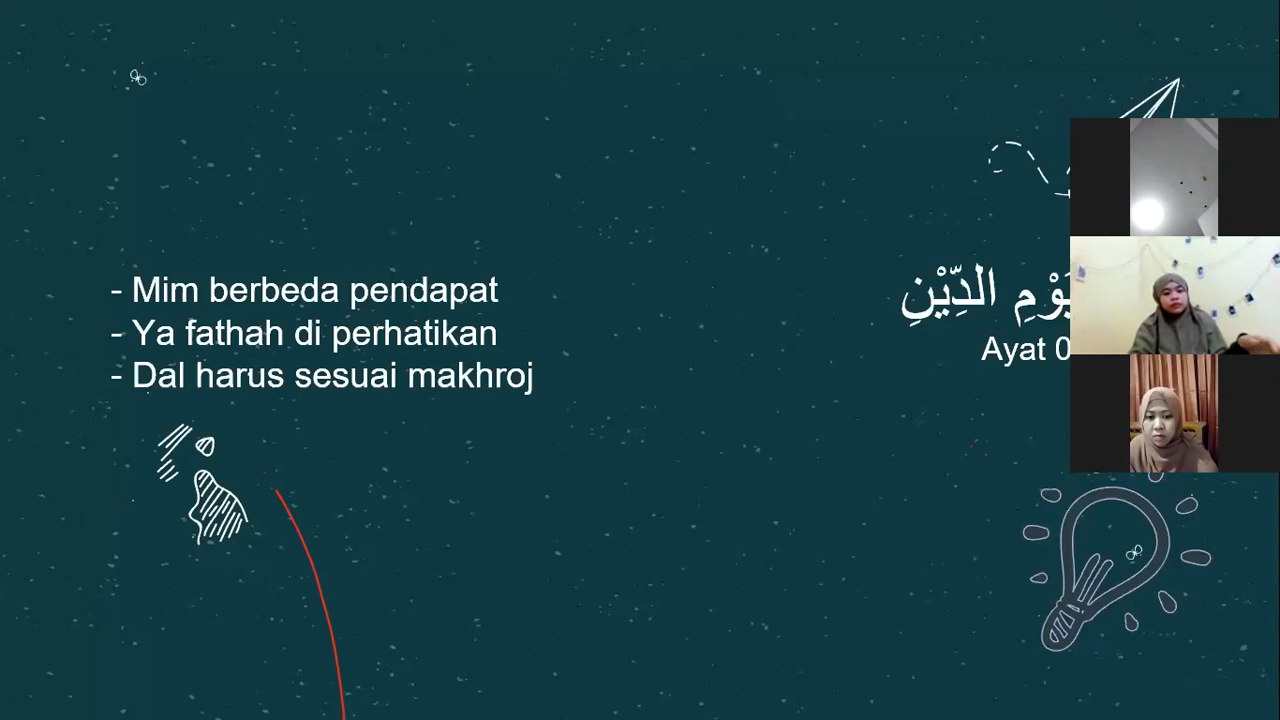 - Mim berbeda pendapat
- Ya fathah di perhatikan
- Dal harus sesuai makhroj
الدِّيْنِ
Ayat 0